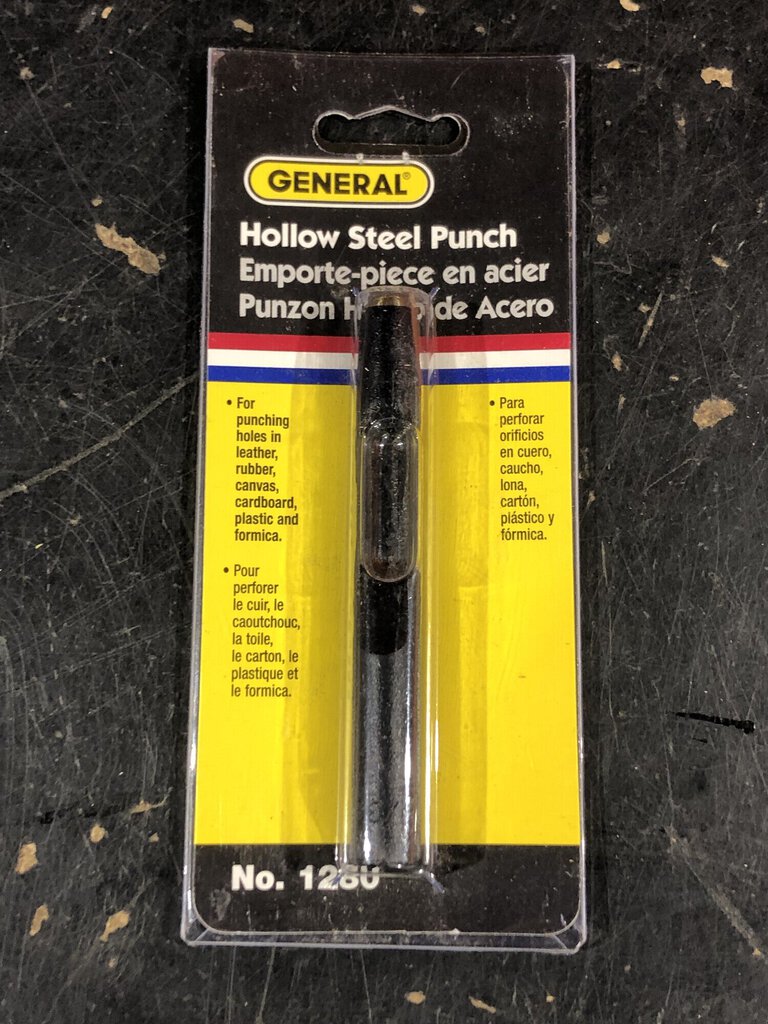 GENERAL®
Hollow Steel Punch
Emporte-piece en acier
Punzon de Acero
• For
punching
holes in
leather,
rubber,
canvas,
cardboard,
plastic and
formica.
• Pour
perforer
le cuir, le
caoutchouc,
la toile,
le carton, le
plastique et
le formica.
• Para
perforar
orificios
en cuero,
caucho,
lona,
cartón,
plástico y
fórmica.
No. 1280